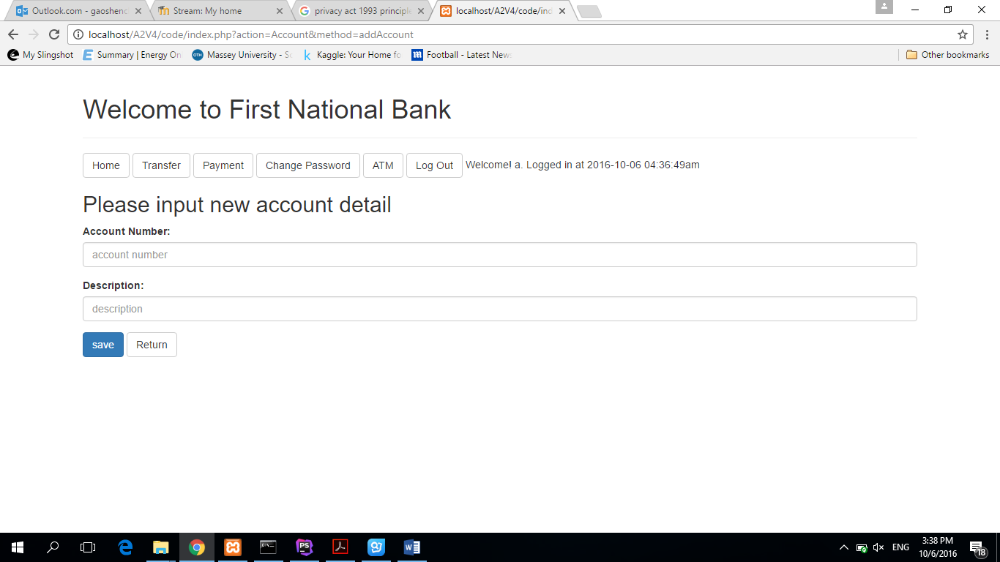 Outlook.com - gaoshenc
Stream: My home
privacy act 1993 principle
localhost/A2V4/code/ind
localhost/A2V4/code/index.php?action=Account&method=addAccount
My Slingshot
Summary | Energy On
Massey University - Sc
Kaggle: Your Home fo
Football - Latest News
Other bookmarks
Welcome to First National Bank
Home
Transfer
Payment
Change Password
ATM
Log Out
Welcome! a. Logged in at 2016-10-06 04:36:49am
Please input new account detail
Account Number:
account number
Description:
description
save
Return
ENG
3:38 PM
10/6/2016
18